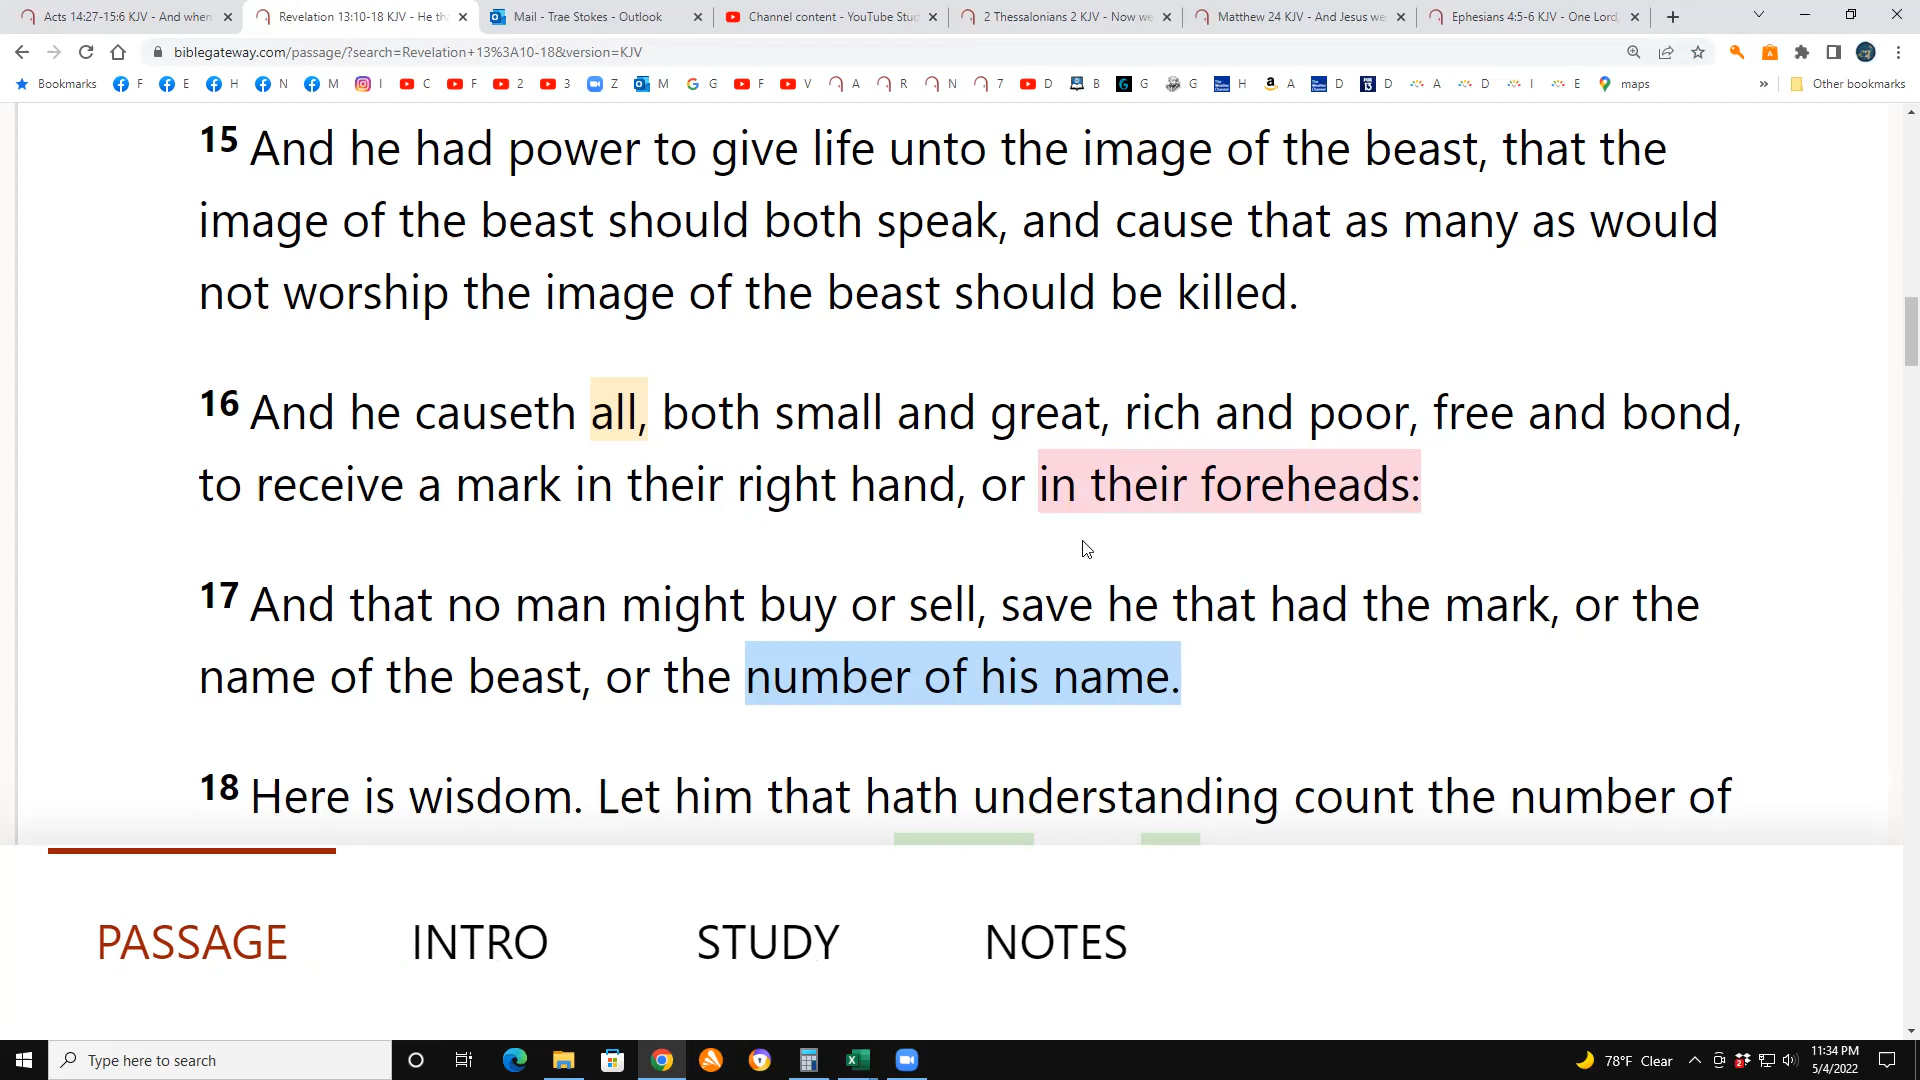 Acts 14:27-15:6 KJV - And when
Revelation 13:10-18 KJV - He th
Mail - Trae Stokes - Outlook
Channel content - YouTube Stu
2 Thessalonians 2 KJV - Now we
Matthew 24 KJV - And Jesus we
Ephesians 4:5-6 KJV - One Lord,
biblegateway.com/passage/?search=Revelation+13%3A10-18&version=KJV
Bookmarks F E H N M I C F 2 3 Z M G F V A R N 7 D B G G H A D D A D I E maps » Other bookmarks
15 And he had power to give life unto the image of the beast, that the
image of the beast should both speak, and cause that as many as would
not worship the image of the beast should be killed.
16 And he causeth all, both small and great, rich and poor, free and bond,
to receive a mark in their right hand, or in their foreheads:
17 And that no man might buy or sell, save he that had the mark, or the
name of the beast, or the number of his name.
18 Here is wisdom. Let him that hath understanding count the number of
PASSAGE INTRO STUDY NOTES
Type here to search
78°F Clear
11:34 PM
5/4/2022